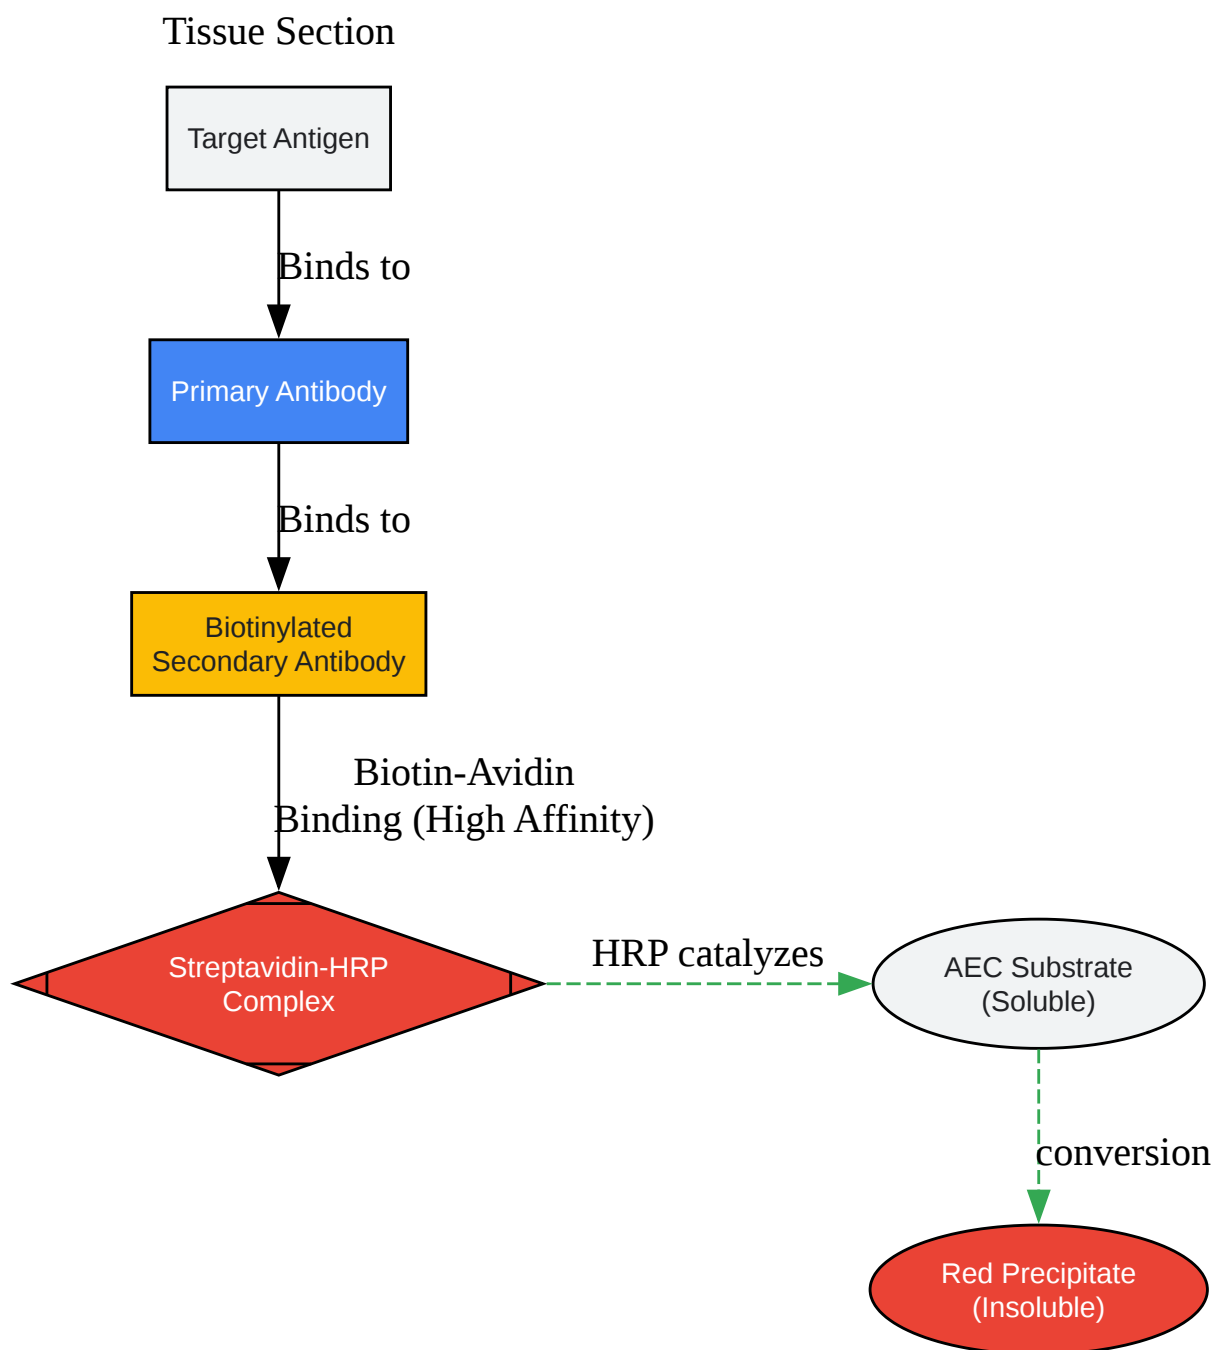 Tissue Section
Target Antigen
Binds to
Primary Antibody
Binds to
Biotinylated
Secondary Antibody
Biotin-Avidin
Binding (High Affinity)
Streptavidin-HRP
Complex
HRP catalyzes
AEC Substrate
(Soluble)
conversion
Red Precipitate
(Insoluble)